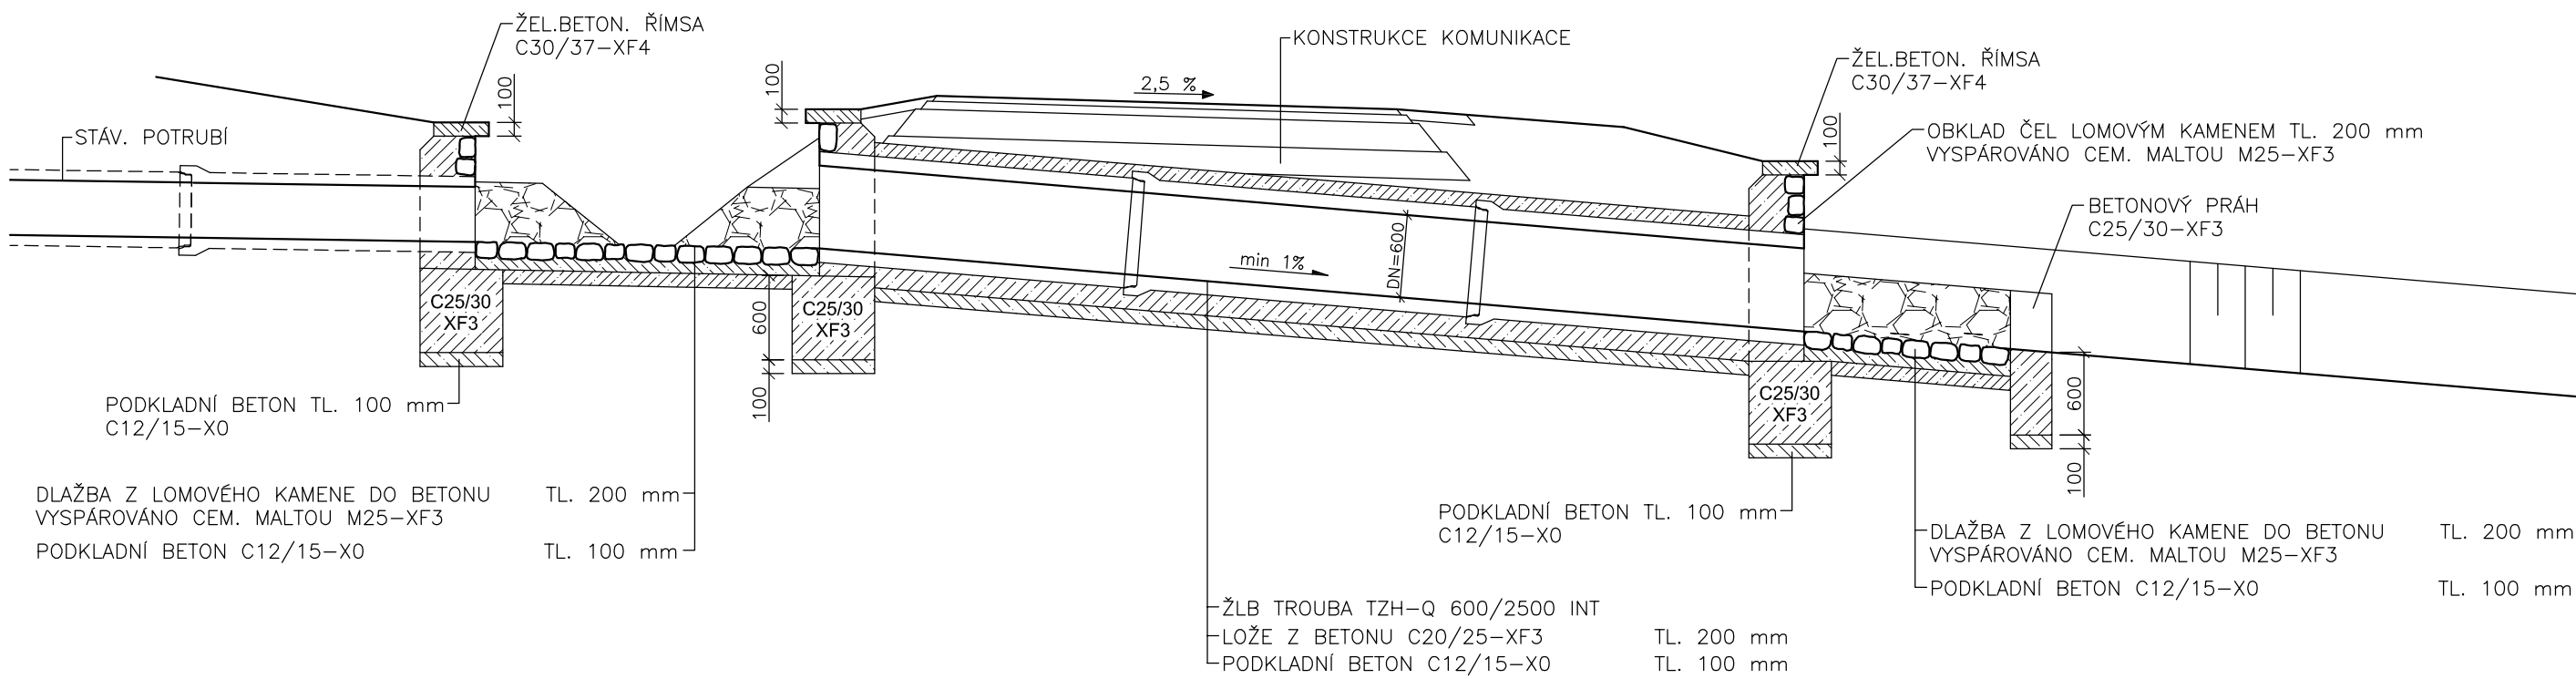 ŽEL.BETON. ŘÍMSA
C30/37-XF4
100
STÁV. POTRUBÍ
100
KONSTRUKCE KOMUNIKACE
2,5 %
ŽEL.BETON. ŘÍMSA
C30/37-XF4
100
OBKLAD ČEL LOMOVÝM KAMENEM TL. 200 mm
VYSPÁROVÁNO CEM. MALTOU M25-XF3
BETONOVÝ PRÁH
C25/30-XF3
min 1%
DN=600
C25/30
XF3
C25/30
XF3
600
100
C25/30
XF3
600
100
PODKLADNÍ BETON TL. 100 mm
C12/15-X0
DLAŽBA Z LOMOVÉHO KAMENE DO BETONU TL. 200 mm
VYSPÁROVÁNO CEM. MALTOU M25-XF3
PODKLADNÍ BETON C12/15-X0 TL. 100 mm
PODKLADNÍ BETON TL. 100 mm
C12/15-X0
DLAŽBA Z LOMOVÉHO KAMENE DO BETONU TL. 200 mm
VYSPÁROVÁNO CEM. MALTOU M25-XF3
PODKLADNÍ BETON C12/15-X0 TL. 100 mm
ŽLB TROUBA TZH-Q 600/2500 INT
LOŽE Z BETONU C20/25-XF3 TL. 200 mm
PODKLADNÍ BETON C12/15-X0 TL. 100 mm